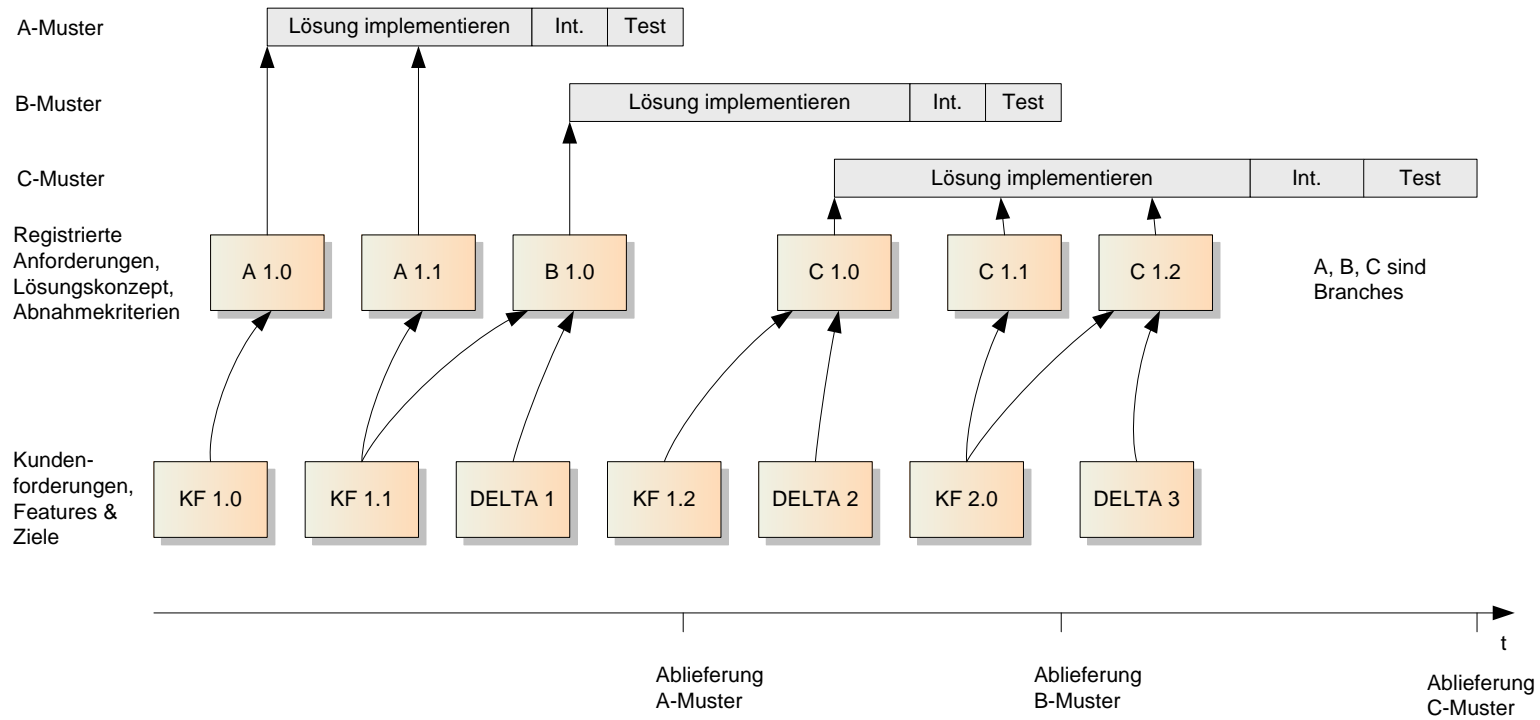 A-Muster
Lösung implementieren
Int.
Test
B-Muster
Lösung implementieren
Int.
Test
C-Muster
Lösung implementieren
Int.
Test
Registrierte
Anforderungen,
Lösungskonzept,
Abnahmekriterien
A 1.0
A 1.1
B 1.0
C 1.0
C 1.1
C 1.2
A, B, C sind
Branches
Kunden-
forderungen,
Features &
Ziele
KF 1.0
KF 1.1
DELTA 1
KF 1.2
DELTA 2
KF 2.0
DELTA 3
t
Ablieferung
A-Muster
Ablieferung
B-Muster
Ablieferung
C-Muster